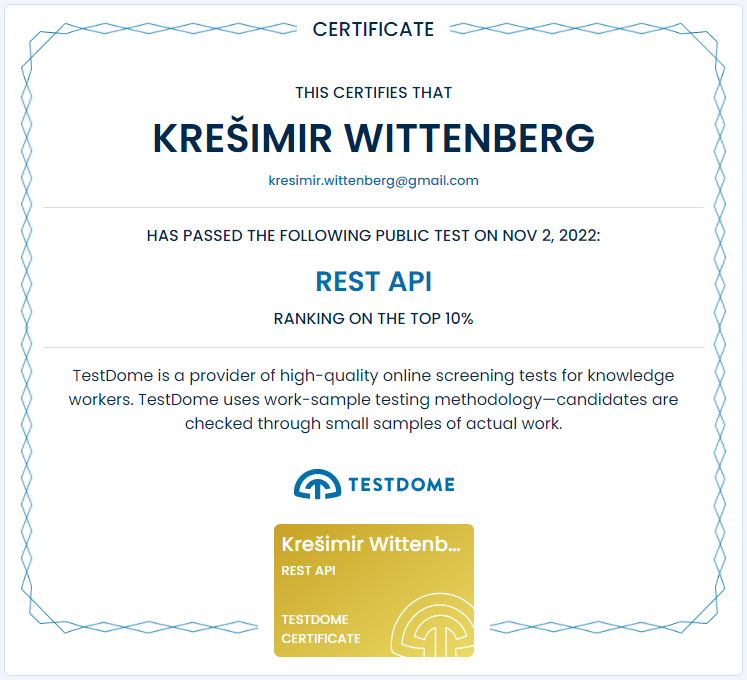 CERTIFICATE
THIS CERTIFIES THAT
KREŠIMIR WITTENBERG
kresimir.wittenberg@gmail.com
HAS PASSED THE FOLLOWING PUBLIC TEST ON NOV 2, 2022:
REST API
RANKING ON THE TOP 10%
TestDome is a provider of high-quality online screening tests for knowledge
workers. TestDome uses work-sample testing methodology—candidates are
checked through small samples of actual work.
TESTDOME
Krešimir Wittenb...
REST API
TESTDOME
CERTIFICATE